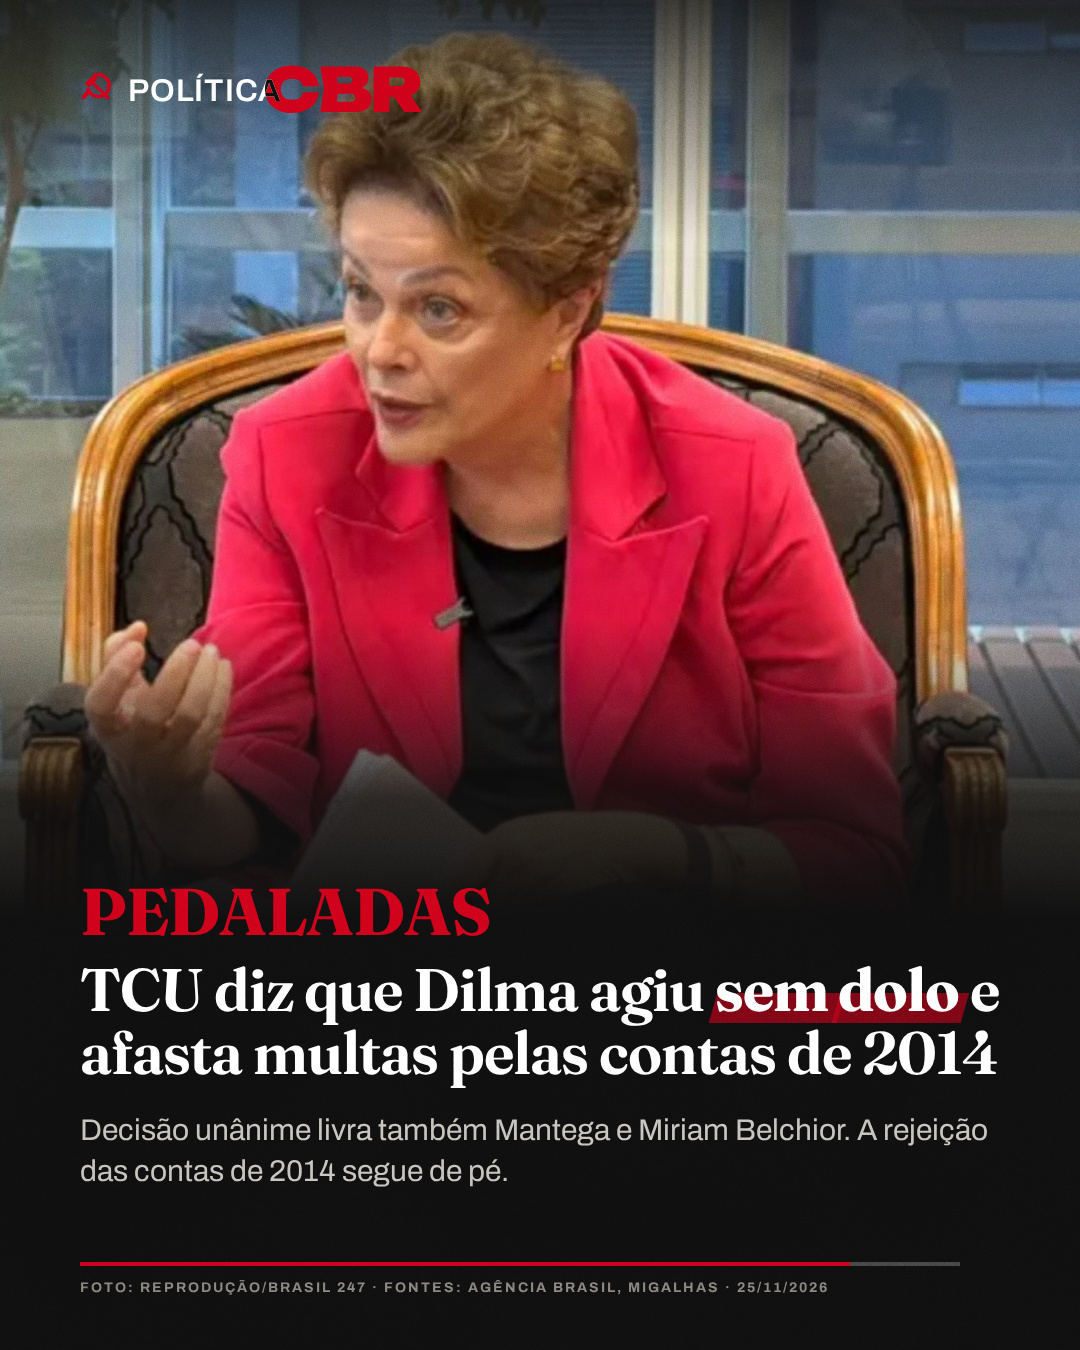 POLÍTICA CBR
PEDALADAS
TCU diz que Dilma agiu sem dolo e
afasta multas pelas contas de 2014
Decisão unânime livra também Mantega e Miriam Belchior. A rejeição
das contas de 2014 segue de pé.
FOTO: REPRODUÇÃO/BRASIL 247 · FONTES: AGÊNCIA BRASIL, MIGALHAS · 25/11/2026